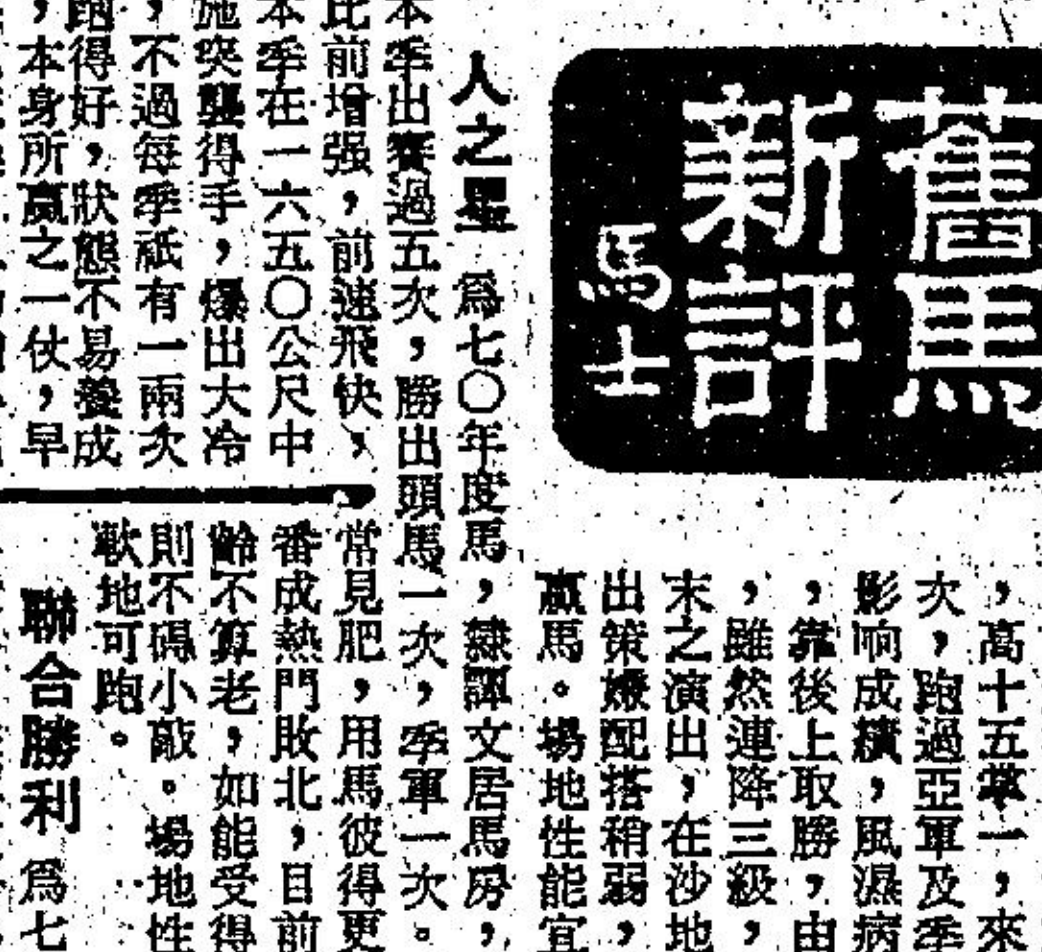 舊馬
新評
馬士
，高十五掌一，來
次，跑過亞軍及季
影响成績，風濕病
，靠後上取勝，由
，雖然連降三級，
末之演出，在沙地
出策配搭稍弱，
贏馬。場地性能宜
人之星 為七〇年度馬，隸譚文居馬房，
本季出賽過五次，勝出頭馬一次，季軍一次。
比前增强，前速飛快，
本季在一六五〇公尺中
施突襲得手，爆出大冷
，不過每季祇有一兩次
跑得好，狀態不易養成
，本身所贏之一仗，早
常見肥，用馬彼得更
番成熱門敗北，目前
齡不算老，如能受得
則不碍小敲。場地性
軟地可跑。
聯合勝利 為七